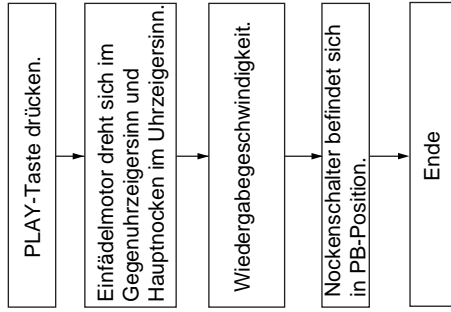 PLAY-Taste drücken.
Einfädelmotor dreht sich im
Gegenuhrzeigersinn und
Hauptnocken im Uhrzeigersinn.
Wiedergabegeschwindigkeit.
Nockenschalter befindet sich
in PB-Position.
Ende